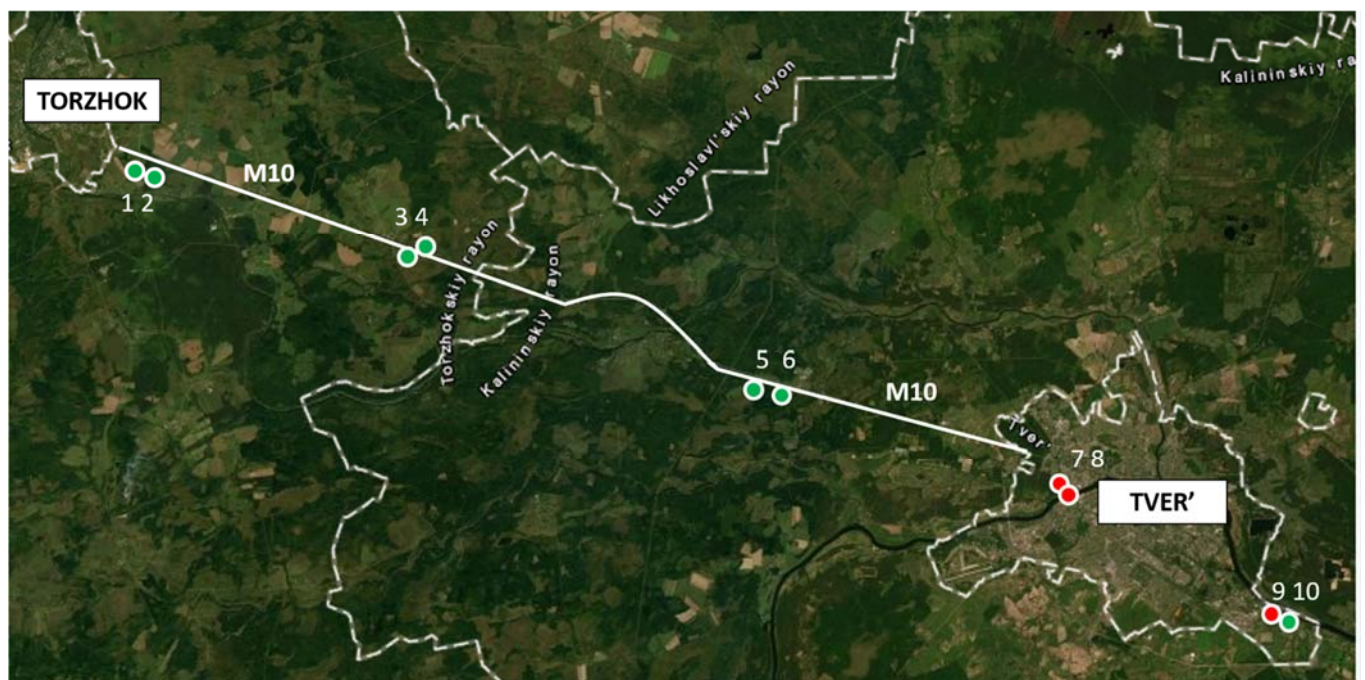 Kalininskiy ra
TORZHOK
Likhoslavl'skiy rayon
M10
1 2
3 4
Torzhokskiy rayon
Kalininskiy rayon
5 6
M10
Tver'
7 8
TVER’
9 10